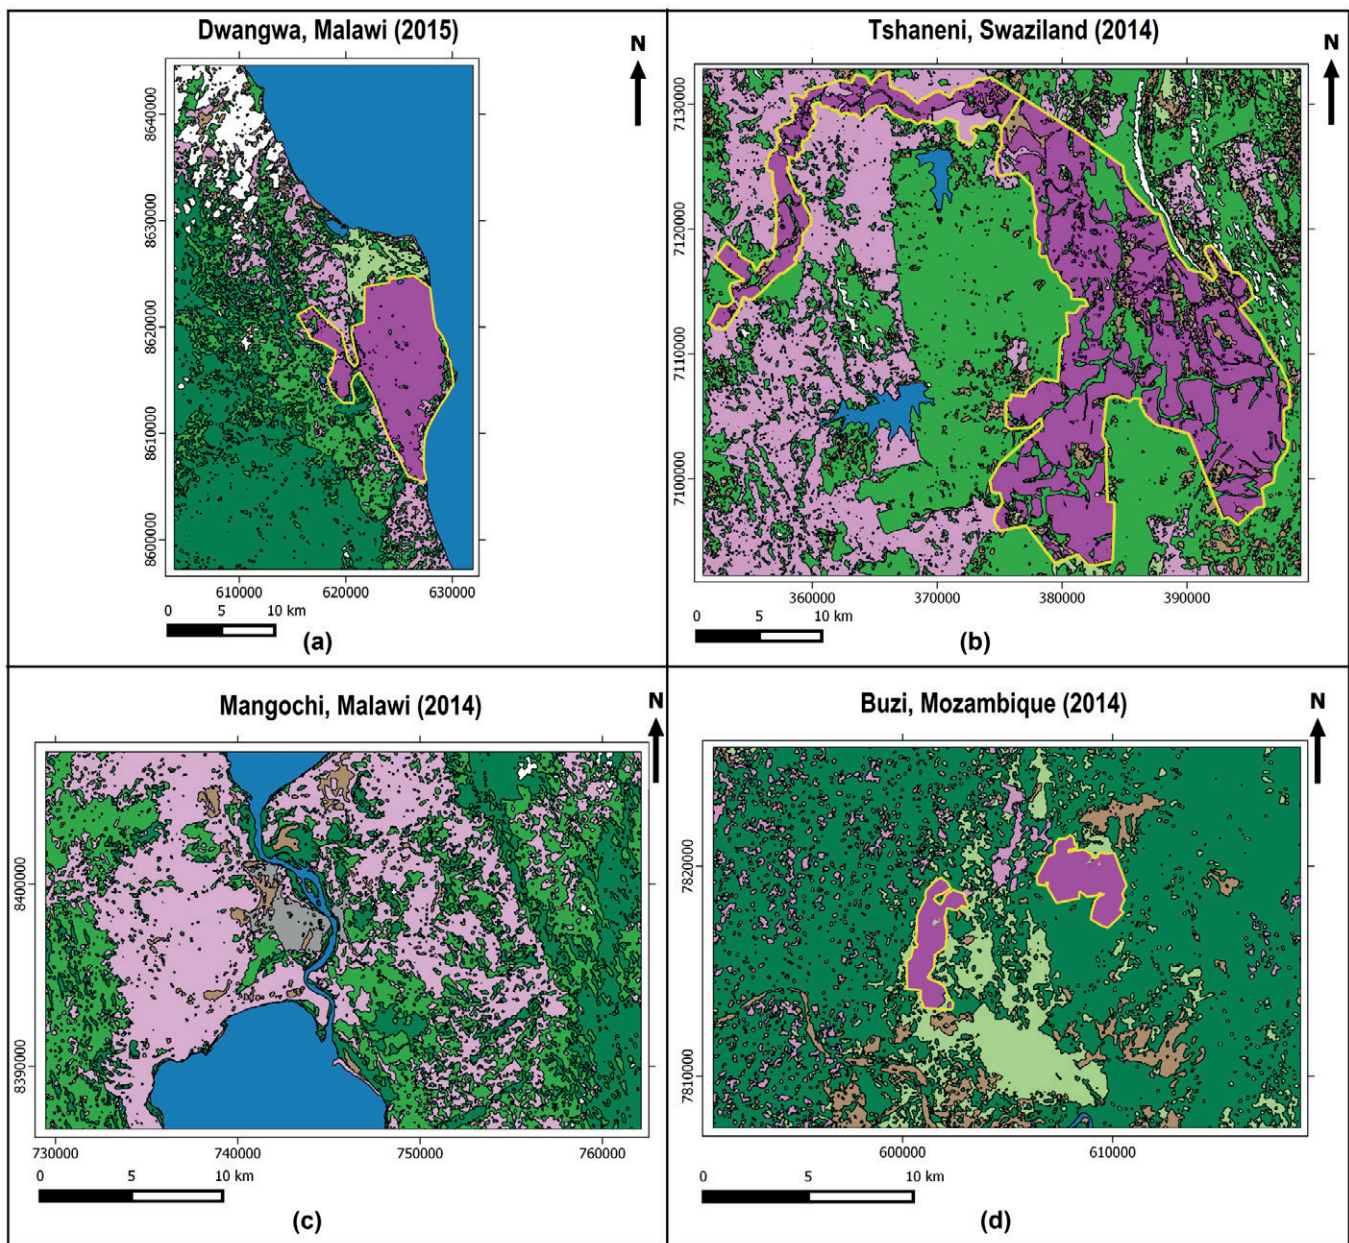 Dwangwa, Malawi (2015)
N
8640000
8630000
8620000
8610000
8600000
610000 620000 630000
0 5 10 km
(a)
Tshaneni, Swaziland (2014)
N
7130000
7120000
7110000
7100000
360000 370000 380000 390000
0 5 10 km
(b)
Mangochi, Malawi (2014)
N
8400000
8390000
730000 740000 750000 760000
0 5 10 km
(c)
Buzi, Mozambique (2014)
N
7820000
7810000
600000 610000
0 5 10 km
(d)